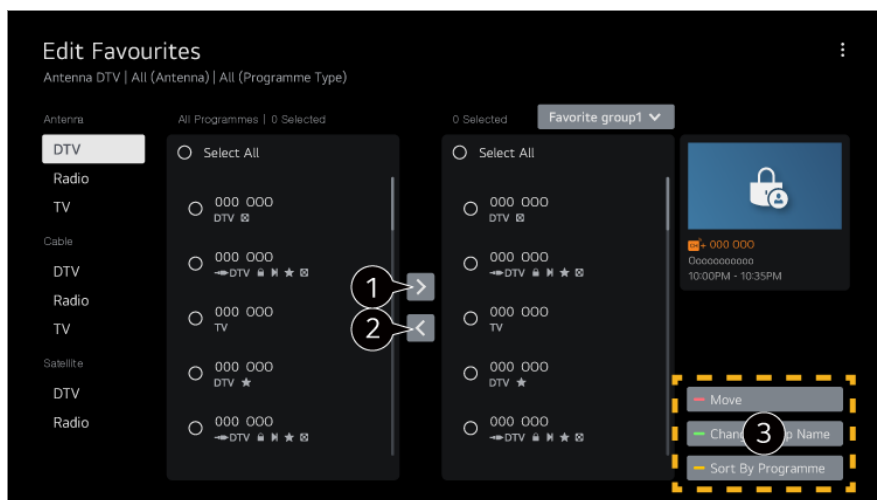 Edit Favourites
Antenna DTV | All (Antenna) | All (Programme Type)
Antenna
DTV
Radio
TV
Cable
DTV
Radio
TV
Satellite
DTV
Radio
All Programmes | 0 Selected
Select All
000 000
DTV
000 000
DTV
000 000
TV
000 000
DTV
000 000
DTV
1
2
0 Selected
Favorite group1
Select All
000 000
DTV
000 000
DTV
000 000
TV
000 000
DTV
000 000
DTV
CH+ 000 000
Ooooooooooo
10:00PM - 10:35PM
Move
3
Name
Sort By Programme